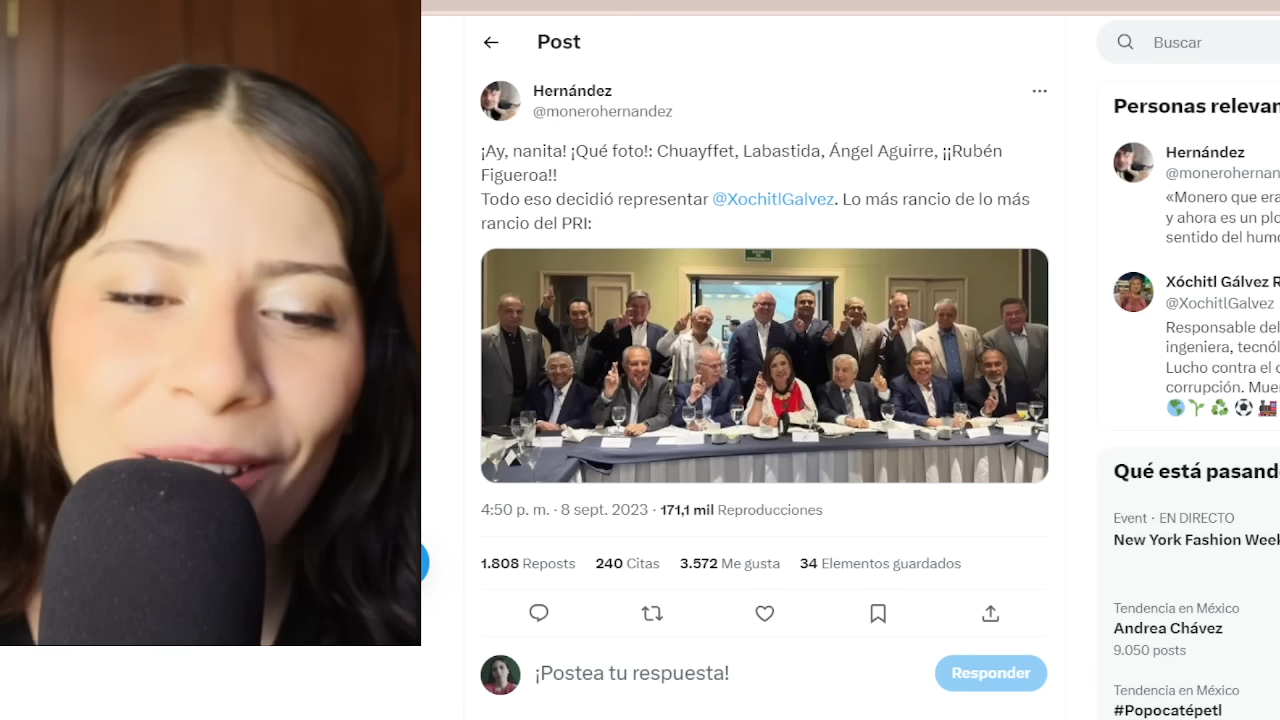 Post
Buscar
Hernández
@monerohernandez
¡Ay, nanita! ¡Qué foto!: Chuayffet, Labastida, Ángel Aguirre, ¡¡Rubén
Figueroa!!
Todo eso decidió representar @XochitlGalvez. Lo más rancio de lo más
rancio del PRI:
4:50 p. m. · 8 sept. 2023 · 171,1 mil Reproducciones
1.808 Reposts 240 Citas 3.572 Me gusta 34 Elementos guardados
¡Postea tu respuesta!
Responder
Personas relevan
Hernández
@monerohernan
«Monero que era
y ahora es un plo
sentido del humo
Xóchitl Gálvez R
@XochitlGalvez
Responsable del
ingeniera, tecnól
Lucho contra el c
corrupción. Muer
Qué está pasando
Event · EN DIRECTO
New York Fashion Week
Tendencia en México
Andrea Chávez
9.050 posts
Tendencia en México
#Popocatépetl